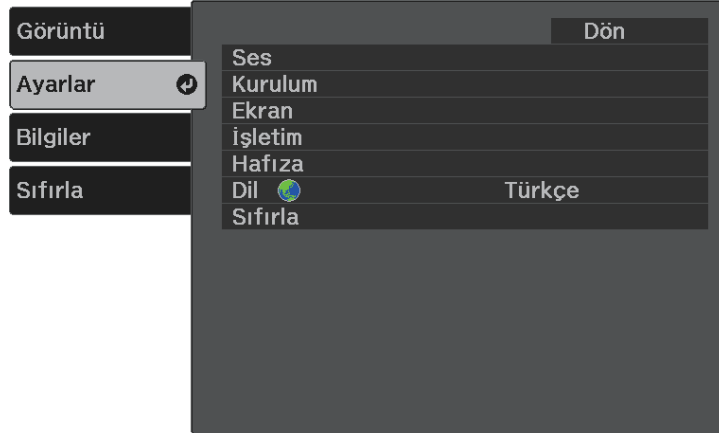 Görüntü
Ayarlar
Bilgiler
Sıfırla
Dön
Ses
Kurulum
Ekran
İşletim
Hafıza
Dil Türkçe
Sıfırla